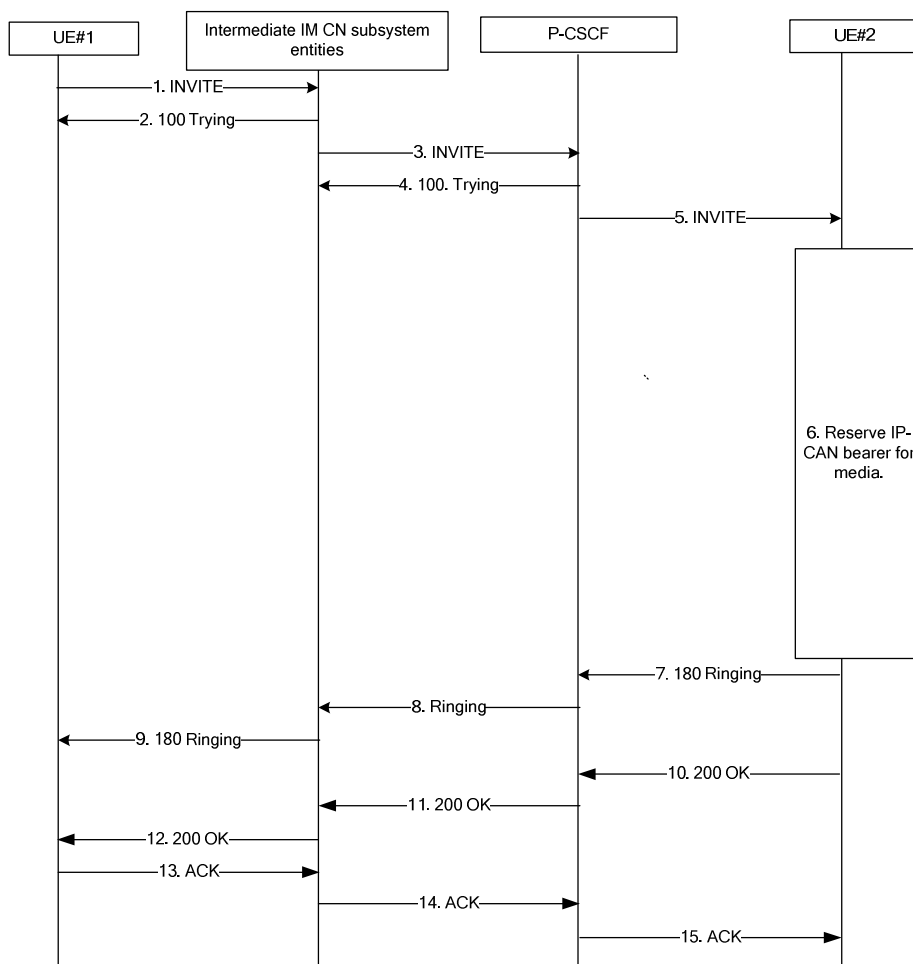 UE#1
Intermediate IM CN subsystem
entities
P-CSCF
UE#2
1. INVITE
2. 100 Trying
3. INVITE
4. 100. Trying
5. INVITE
6. Reserve IP-
CAN bearer for
media.
7. 180 Ringing
8. Ringing
9. 180 Ringing
10. 200 OK
11. 200 OK
12. 200 OK
13. ACK
14. ACK
15. ACK